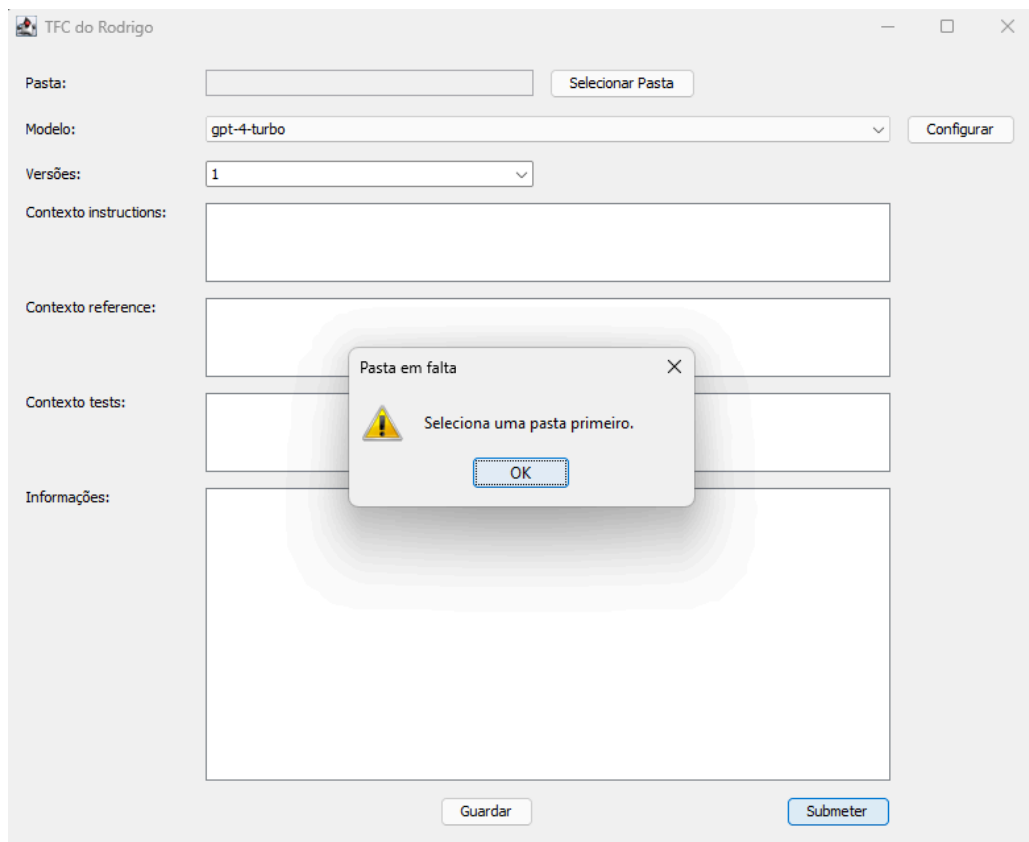 TFC do Rodrigo
Pasta:
Selecionar Pasta
Modelo:
gpt-4-turbo
Configurar
Versões:
1
Contexto instructions:
Contexto reference:
Pasta em falta
Contexto tests:
Seleciona uma pasta primeiro.
OK
Informações:
Guardar
Submeter